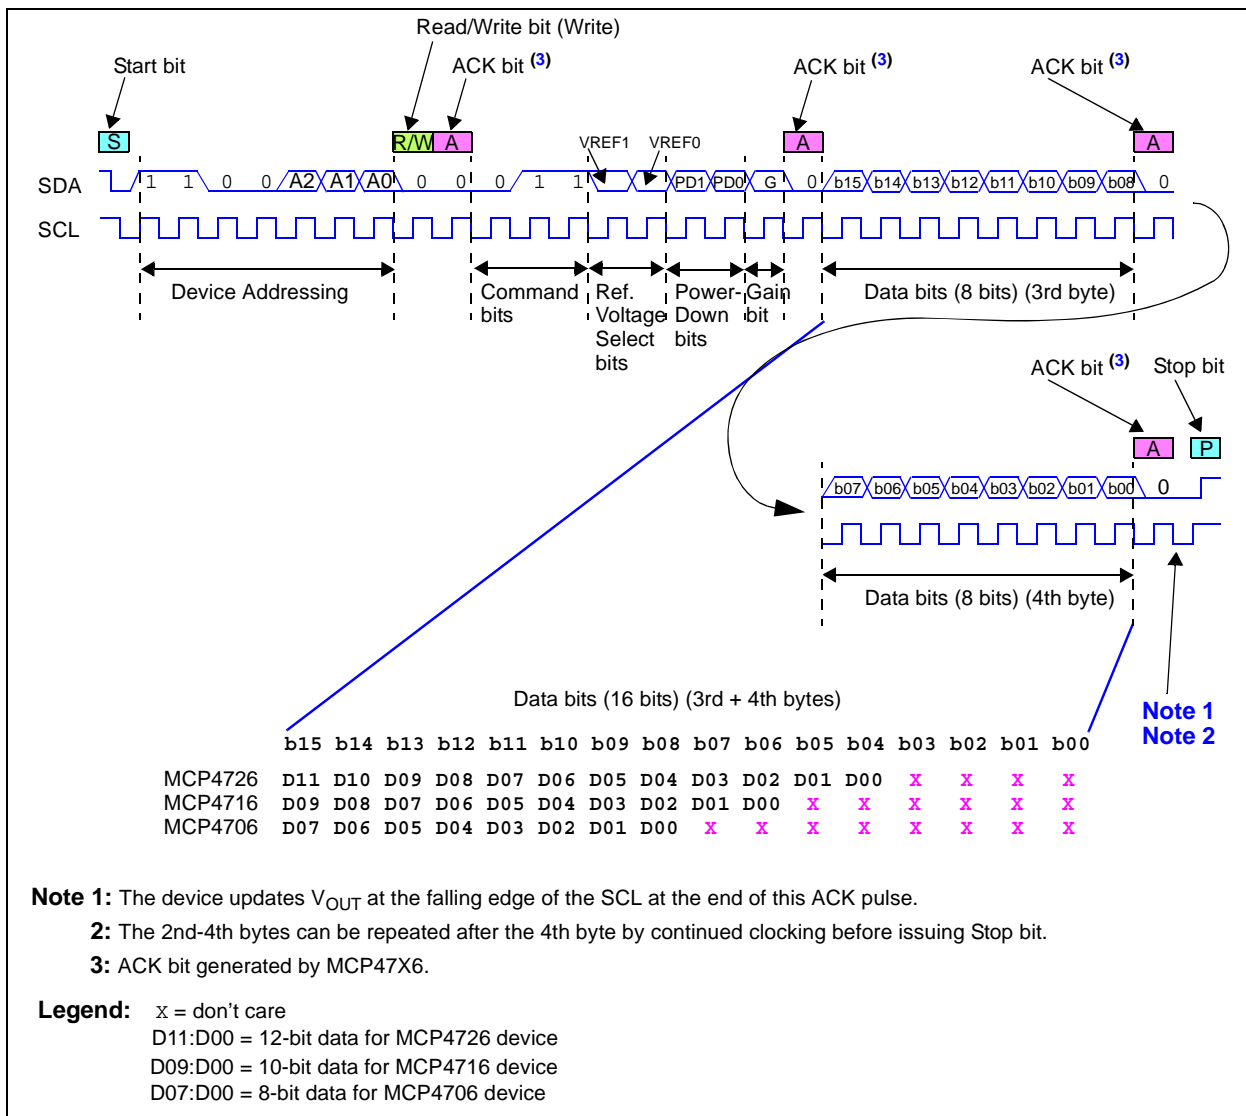 Read/Write bit (Write)
Start bit
ACK bit (3)
ACK bit (3)
ACK bit (3)
S
R/W A
A
A
VREF1 VREF0
SDA 1 1 0 0 A2 A1 A0 0 0 0 1 1 PD1 PD0 G 0 b15 b14 b13 b12 b11 b10 b09 b08 0
SCL
Device Addressing
Command bits
Ref. Voltage Select bits
Power-Down bits
Gain bit
Data bits (8 bits) (3rd byte)
ACK bit (3)
Stop bit
A P
b07 b06 b05 b04 b03 b02 b01 b00 0
Data bits (8 bits) (4th byte)
Note 1
Note 2
Data bits (16 bits) (3rd + 4th bytes)
b15 b14 b13 b12 b11 b10 b09 b08 b07 b06 b05 b04 b03 b02 b01 b00
MCP4726 D11 D10 D09 D08 D07 D06 D05 D04 D03 D02 D01 D00 X X X X
MCP4716 D09 D08 D07 D06 D05 D04 D03 D02 D01 D00 X X X X X X
MCP4706 D07 D06 D05 D04 D03 D02 D01 D00 X X X X X X X X
Note 1: The device updates VOUT at the falling edge of the SCL at the end of this ACK pulse.
2: The 2nd-4th bytes can be repeated after the 4th byte by continued clocking before issuing Stop bit.
3: ACK bit generated by MCP47X6.
Legend: X = don't care
D11:D00 = 12-bit data for MCP4726 device
D09:D00 = 10-bit data for MCP4716 device
D07:D00 = 8-bit data for MCP4706 device